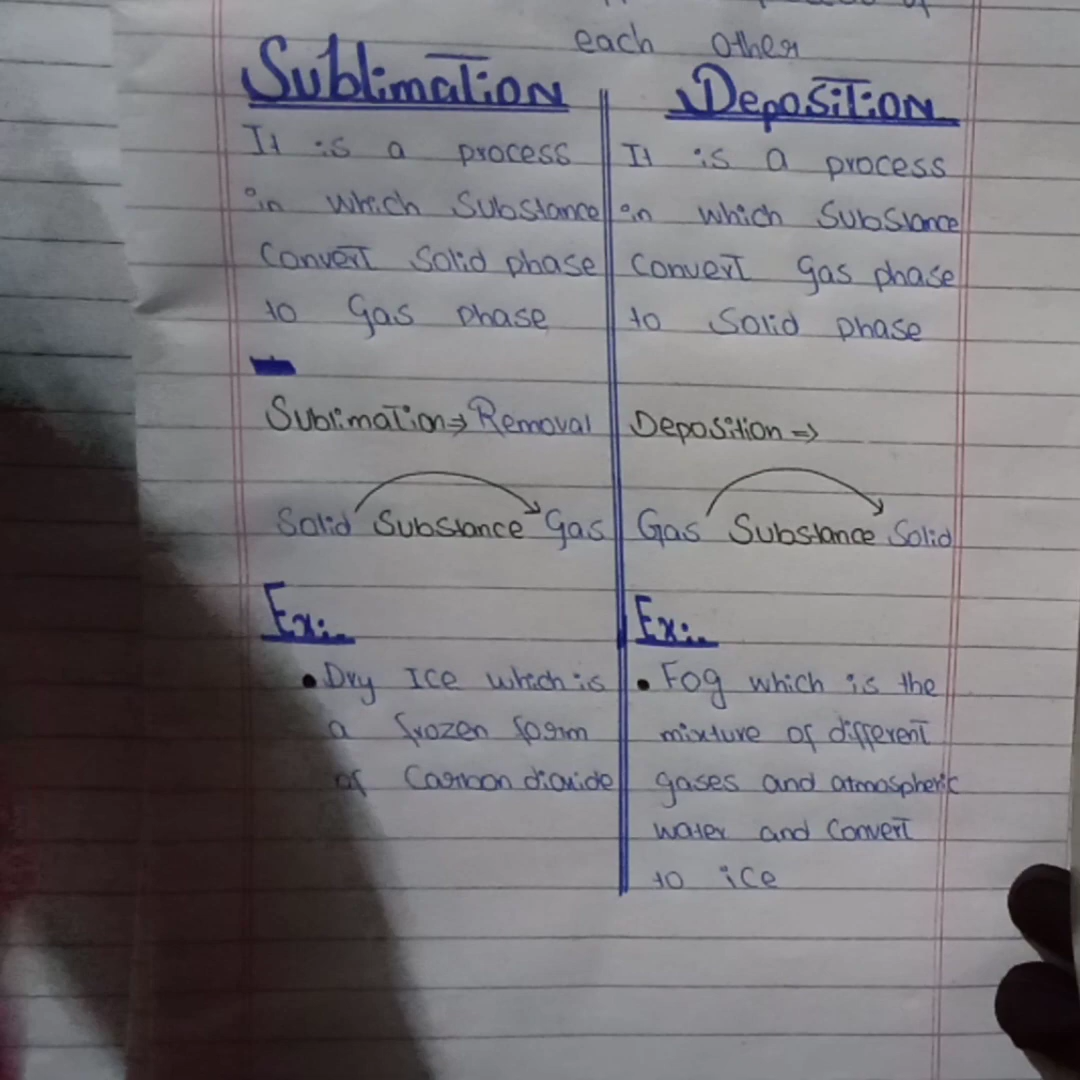 each other
Sublimation
It is a process
in which Substance
Convert Solid phase
to Gas phase
Sublimation ⇒ Removal
Solid Substance Gas
Ex:-
• Dry Ice which is
a frozen form
of Carbon dioxide
Deposition
It is a process
in which Substance
Convert gas phase
to Solid phase
Deposition ⇒
Gas Substance Solid
Ex:-
• Fog which is the
mixture of different
gases and atmospheric
water and Convert
to ice